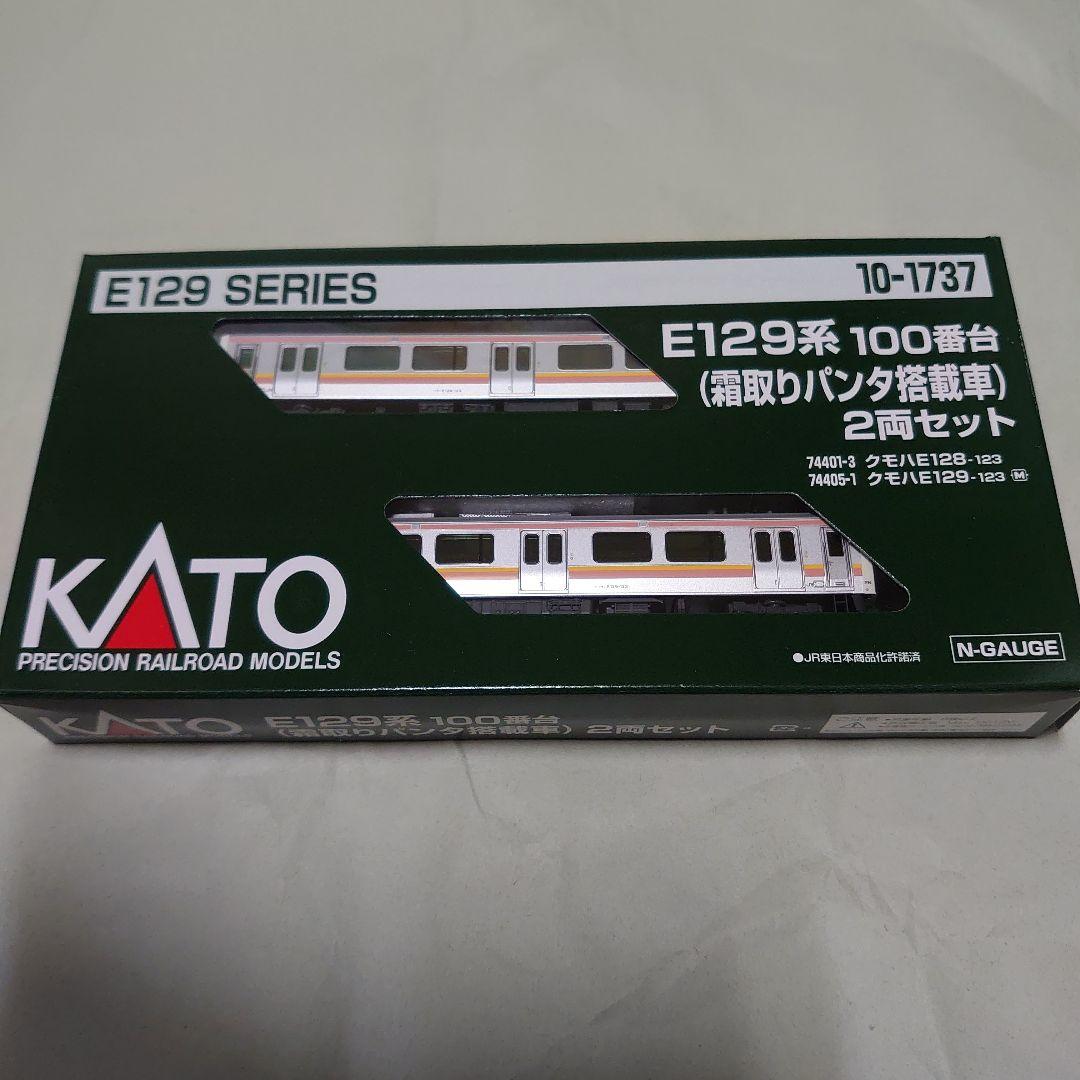 E129 SERIES
10-1737
E129系 100番台
(霜取りパンタ搭載車)
2両セット
74401-3 クモハE128-123
74405-1 クモハE129-123 M
KATO
PRECISION RAILROAD MODELS
●JR東日本商品化許諾済
N-GAUGE
KATO
E129系 100番台
(霜取りパンタ搭載車) 2両セット